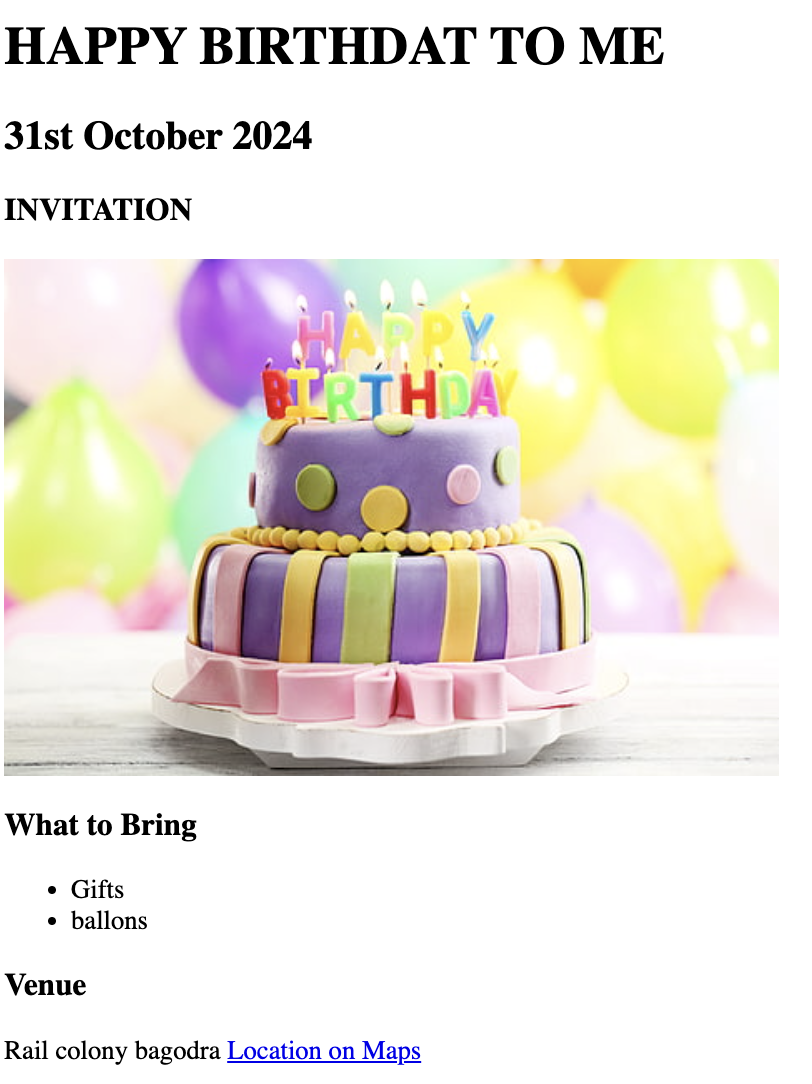 HAPPY BIRTHDAT TO ME
31st October 2024
INVITATION
HAPPY
BIRTHDAY
What to Bring
Gifts
ballons
Venue
Rail colony bagodra Location on Maps